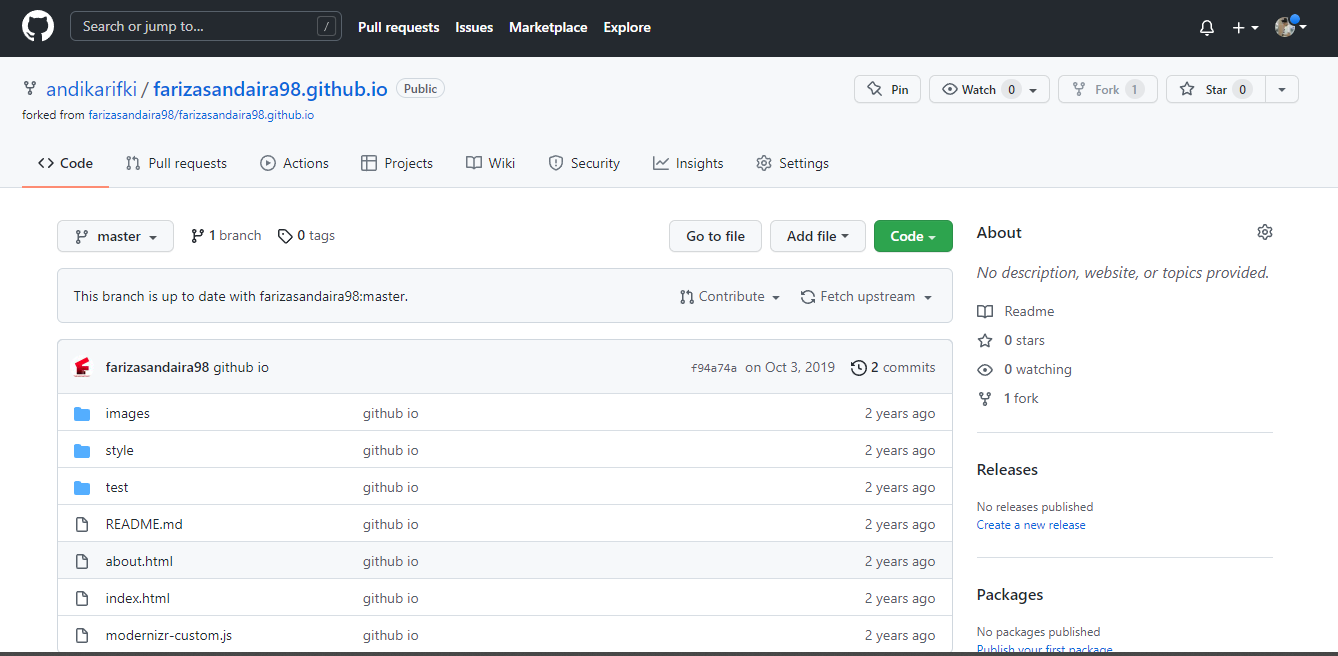 Search or jump to... / Pull requests Issues Marketplace Explore
andikarifki / farizasandaira98.github.io Public Pin Watch 0 Fork 1 Star 0
forked from farizasandaira98/farizasandaira98.github.io
Code Pull requests Actions Projects Wiki Security Insights Settings
master 1 branch 0 tags Go to file Add file Code
This branch is up to date with farizasandaira98:master. Contribute Fetch upstream
farizasandaira98 github io f94a74a on Oct 3, 2019 2 commits
images github io 2 years ago
style github io 2 years ago
test github io 2 years ago
README.md github io 2 years ago
about.html github io 2 years ago
index.html github io 2 years ago
modernizr-custom.js github io 2 years ago
About
No description, website, or topics provided.
Readme
0 stars
0 watching
1 fork
Releases
No releases published
Create a new release
Packages
No packages published
Publish your first package